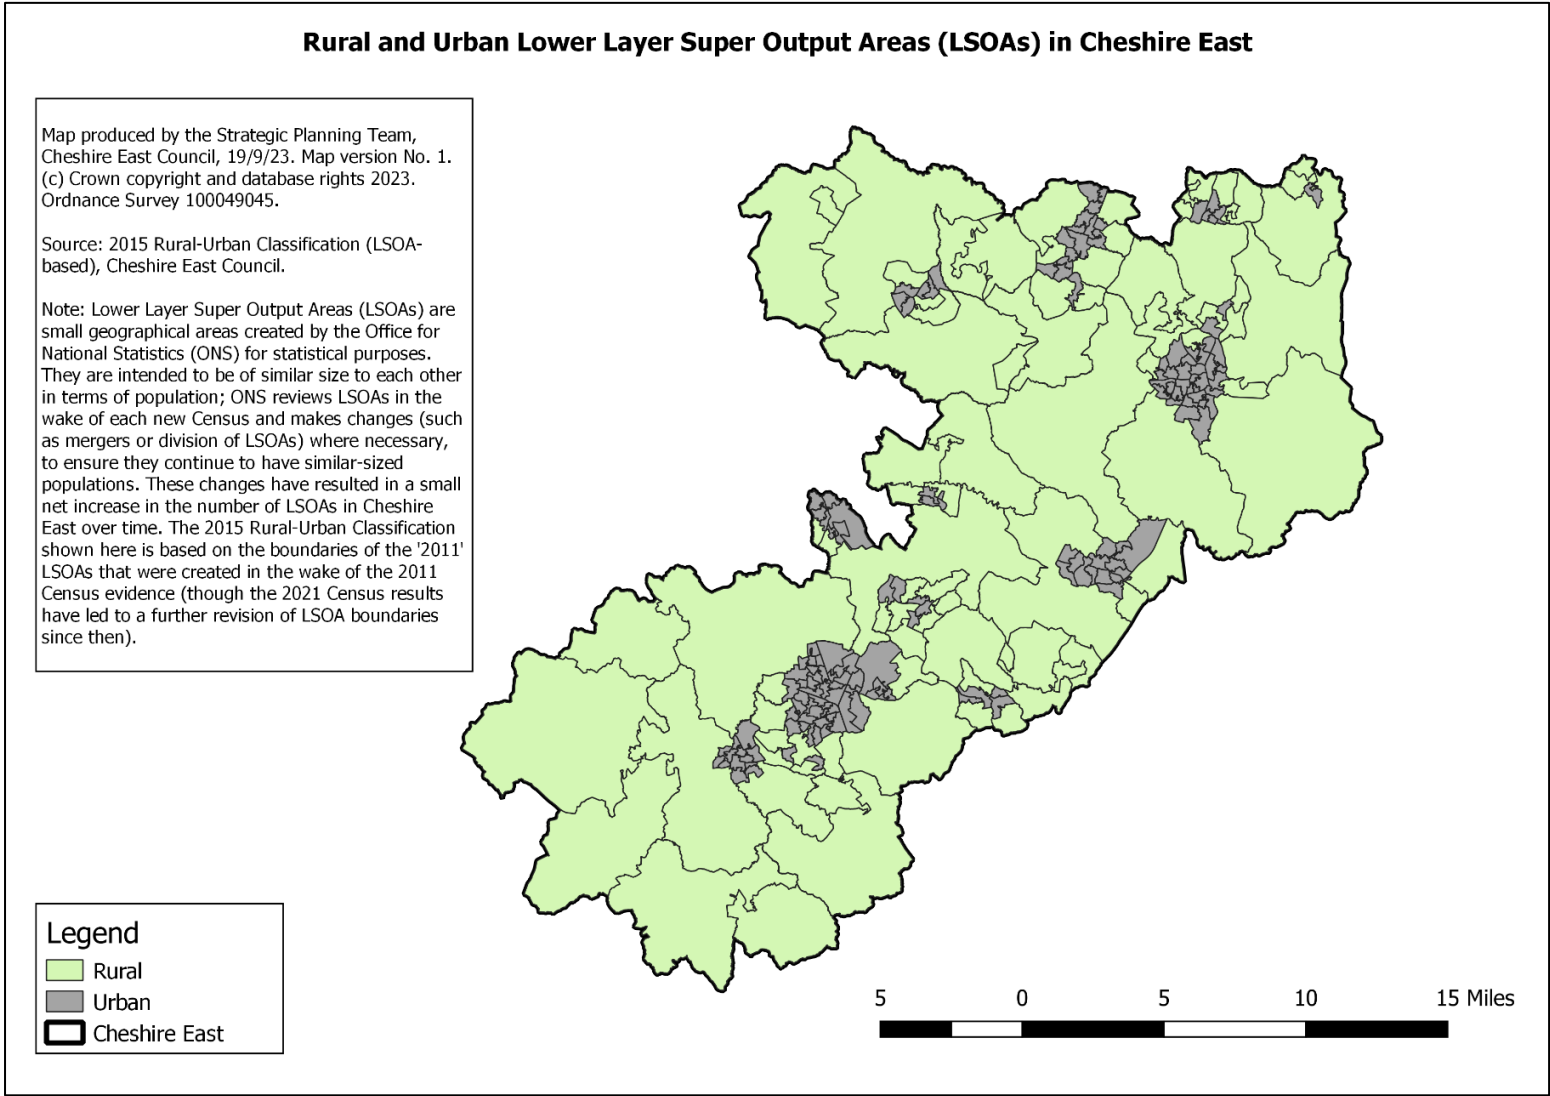 Rural and Urban Lower Layer Super Output Areas (LSOAs) in Cheshire East
Map produced by the Strategic Planning Team,
Cheshire East Council, 19/9/23. Map version No. 1.
(c) Crown copyright and database rights 2023.
Ordnance Survey 100049045.
Source: 2015 Rural-Urban Classification (LSOA-
based), Cheshire East Council.
Note: Lower Layer Super Output Areas (LSOAs) are
small geographical areas created by the Office for
National Statistics (ONS) for statistical purposes.
They are intended to be of similar size to each other
in terms of population; ONS reviews LSOAs in the
wake of each new Census and makes changes (such
as mergers or division of LSOAs) where necessary,
to ensure they continue to have similar-sized
populations. These changes have resulted in a small
net increase in the number of LSOAs in Cheshire
East over time. The 2015 Rural-Urban Classification
shown here is based on the boundaries of the '2011'
LSOAs that were created in the wake of the 2011
Census evidence (though the 2021 Census results
have led to a further revision of LSOA boundaries
since then).
Legend
Rural
Urban
Cheshire East
5 0 5 10 15 Miles